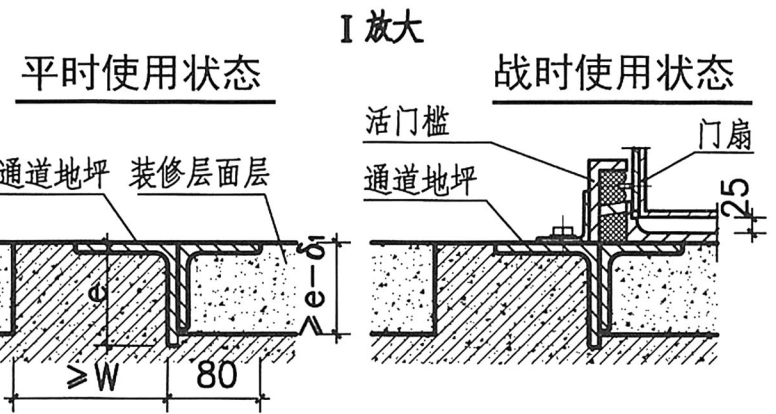 I 放大
平时使用状态
战时使用状态
活门槛
门扇
通道地坪
装修层面层
通道地坪
25
e
≥e-δ₁
≥W
80